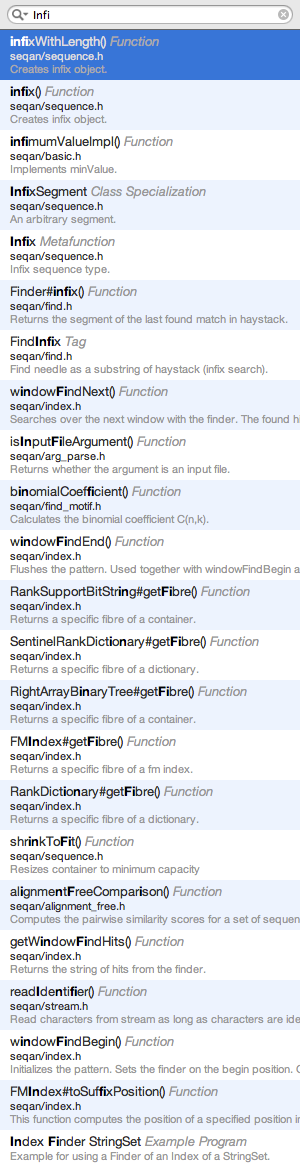 Infi
infixWithLength() Function
seqan/sequence.h
Creates infix object.
infix() Function
seqan/sequence.h
Creates infix object.
infimumValueImpl() Function
seqan/basic.h
Implements minValue.
InfixSegment Class Specialization
seqan/sequence.h
An arbitrary segment.
Infix Metafunction
seqan/sequence.h
Infix sequence type.
Finder#infix() Function
seqan/find.h
Returns the segment of the last found match in haystack.
FindInfix Tag
seqan/find.h
Find needle as a substring of haystack (infix search).
windowFindNext() Function
seqan/index.h
Searches over the next window with the finder. The found hi
isInputFileArgument() Function
seqan/arg_parse.h
Returns whether the argument is an input file.
binomialCoefficient() Function
seqan/find_motif.h
Calculates the binomial coefficient C(n,k).
windowFindEnd() Function
seqan/index.h
Flushes the pattern. Used together with windowFindBegin a
RankSupportBitString#getFibre() Function
seqan/index.h
Returns a specific fibre of a container.
SentinelRankDictionary#getFibre() Function
seqan/index.h
Returns a specific fibre of a dictionary.
RightArrayBinaryTree#getFibre() Function
seqan/index.h
Returns a specific fibre of a container.
FMIndex#getFibre() Function
seqan/index.h
Returns a specific fibre of a fm index.
RankDictionary#getFibre() Function
seqan/index.h
Returns a specific fibre of a dictionary.
shrinkToFit() Function
seqan/sequence.h
Resizes container to minimum capacity
alignmentFreeComparison() Function
seqan/alignment_free.h
Computes the pairwise similarity scores for a set of sequen
getWindowFindHits() Function
seqan/index.h
Returns the string of hits from the finder.
readIdentifier() Function
seqan/stream.h
Read characters from stream as long as characters are ide
windowFindBegin() Function
seqan/index.h
Initializes the pattern. Sets the finder on the begin position. G
FMIndex#toSuffixPosition() Function
seqan/index.h
This function computes the position of a specified position in
Index Finder StringSet Example Program
Example for using a Finder of an Index of a StringSet.